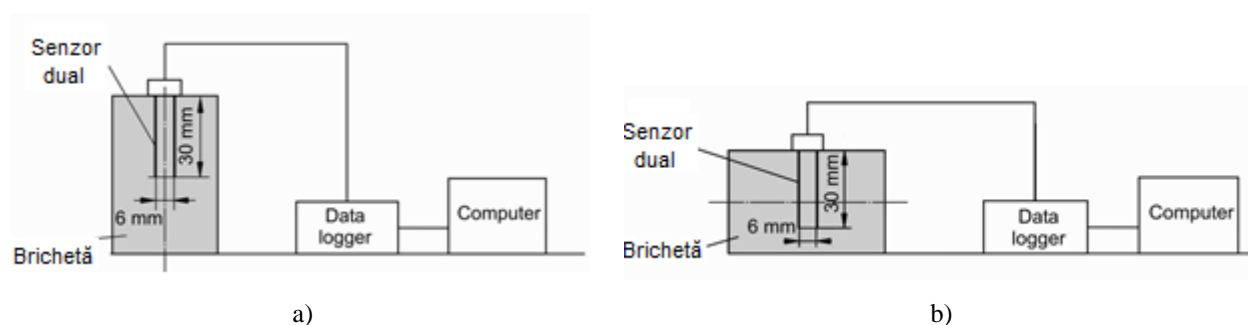 Senzor
dual
30 mm
6 mm
Brichetă
Data
logger
Computer
a)
Senzor
dual
30 mm
6 mm
Brichetă
Data
logger
Computer
b)